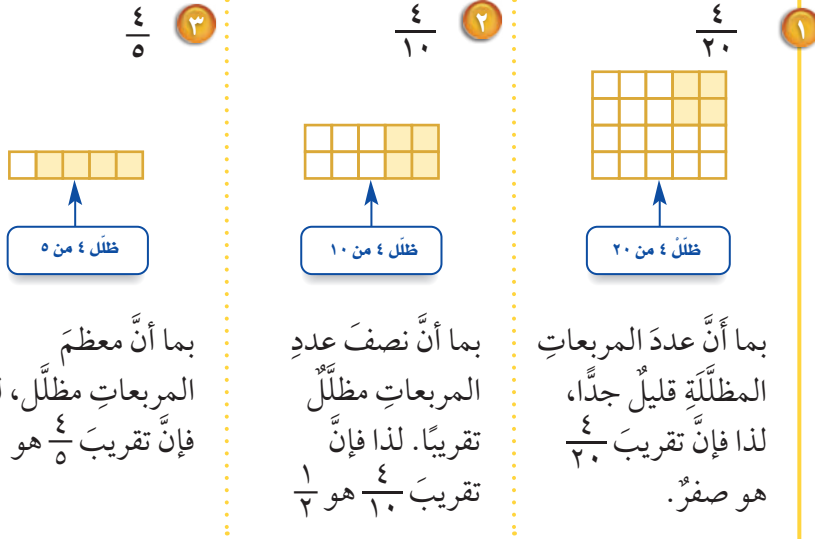 ١
٤/٢٠
ظلّلْ ٤ من ٢٠
بما أَنَّ عددَ المربعاتِ
المظلَّلَةِ قليلٌ جدًّا،
لذا فإنَّ تقريبَ ٤/٢٠
هو صفرٌ.
٢
٤/١٠
ظلّل ٤ من ١٠
بما أنَّ نصفَ عددِ
المربعاتِ مظلَّلٌ
تقريبًا. لذا فإنَّ
تقريبَ ٤/١٠ هو ١/٢
٣
٤/٥
ظلّل ٤ من ٥
بما أنَّ معظمَ
المربعاتِ مظلَّل،
فإنَّ تقريبَ ٤/٥ هو